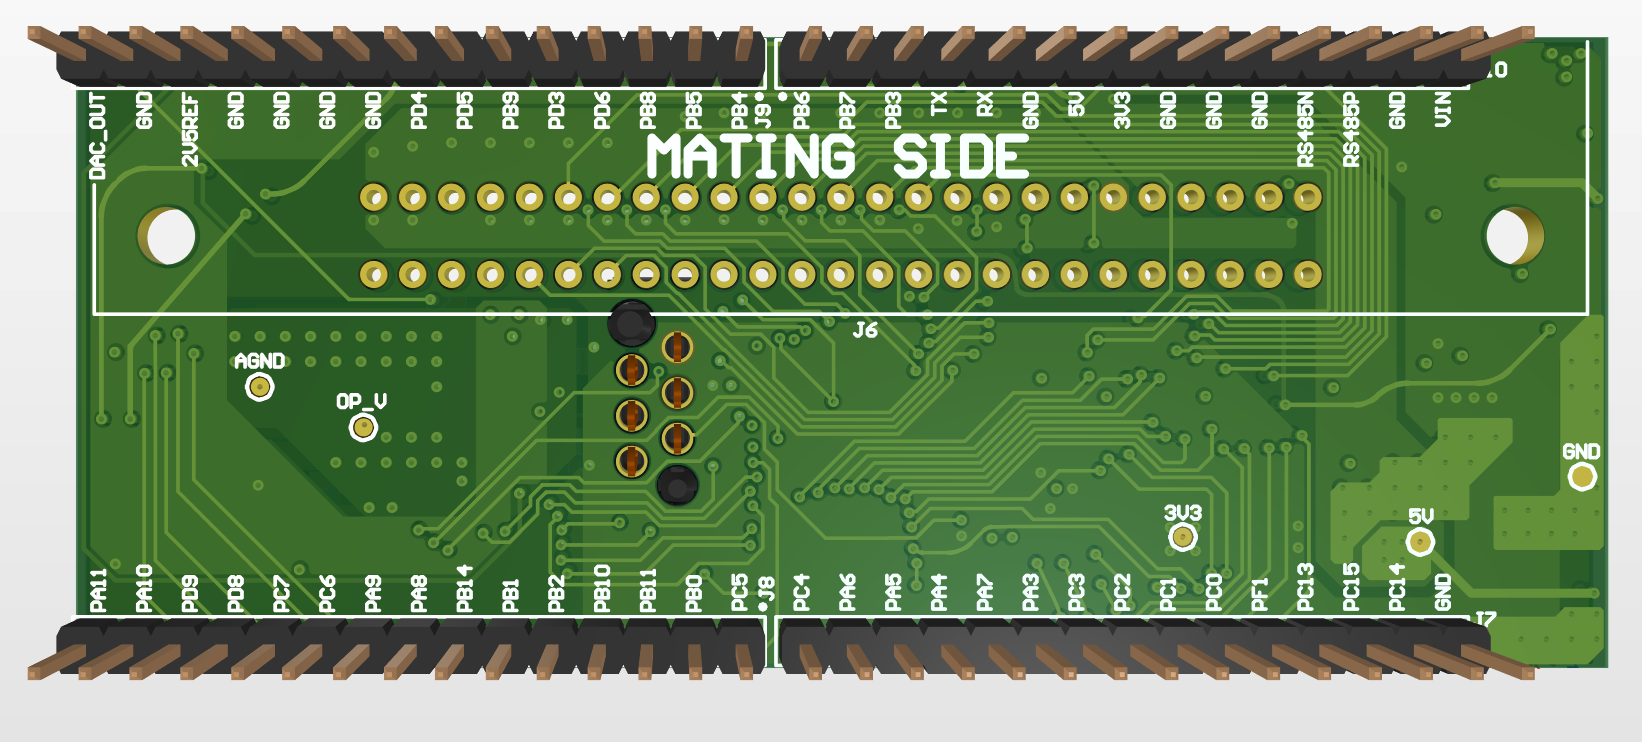 DAC_OUT GND 2V5REF GND GND GND GND PD4 PD5 PB9 PD3 PD6 PB8 PB5 PB4 J9 PB6 PB7 PB3 TX RX GND 5V 3V3 GND GND GND RS485N RS485P GND VIN
MATING SIDE
J6
AGND
OP_V
GND
3V3
5V
PA11 PA10 PD9 PD8 PC7 PC6 PA9 PA8 PB14 PB1 PB2 PB10 PB11 PB0 PC5 J8 PC4 PA6 PA5 PA4 PA7 PA3 PC3 PC2 PC1 PC0 PF1 PC13 PC15 PC14 GND
J7